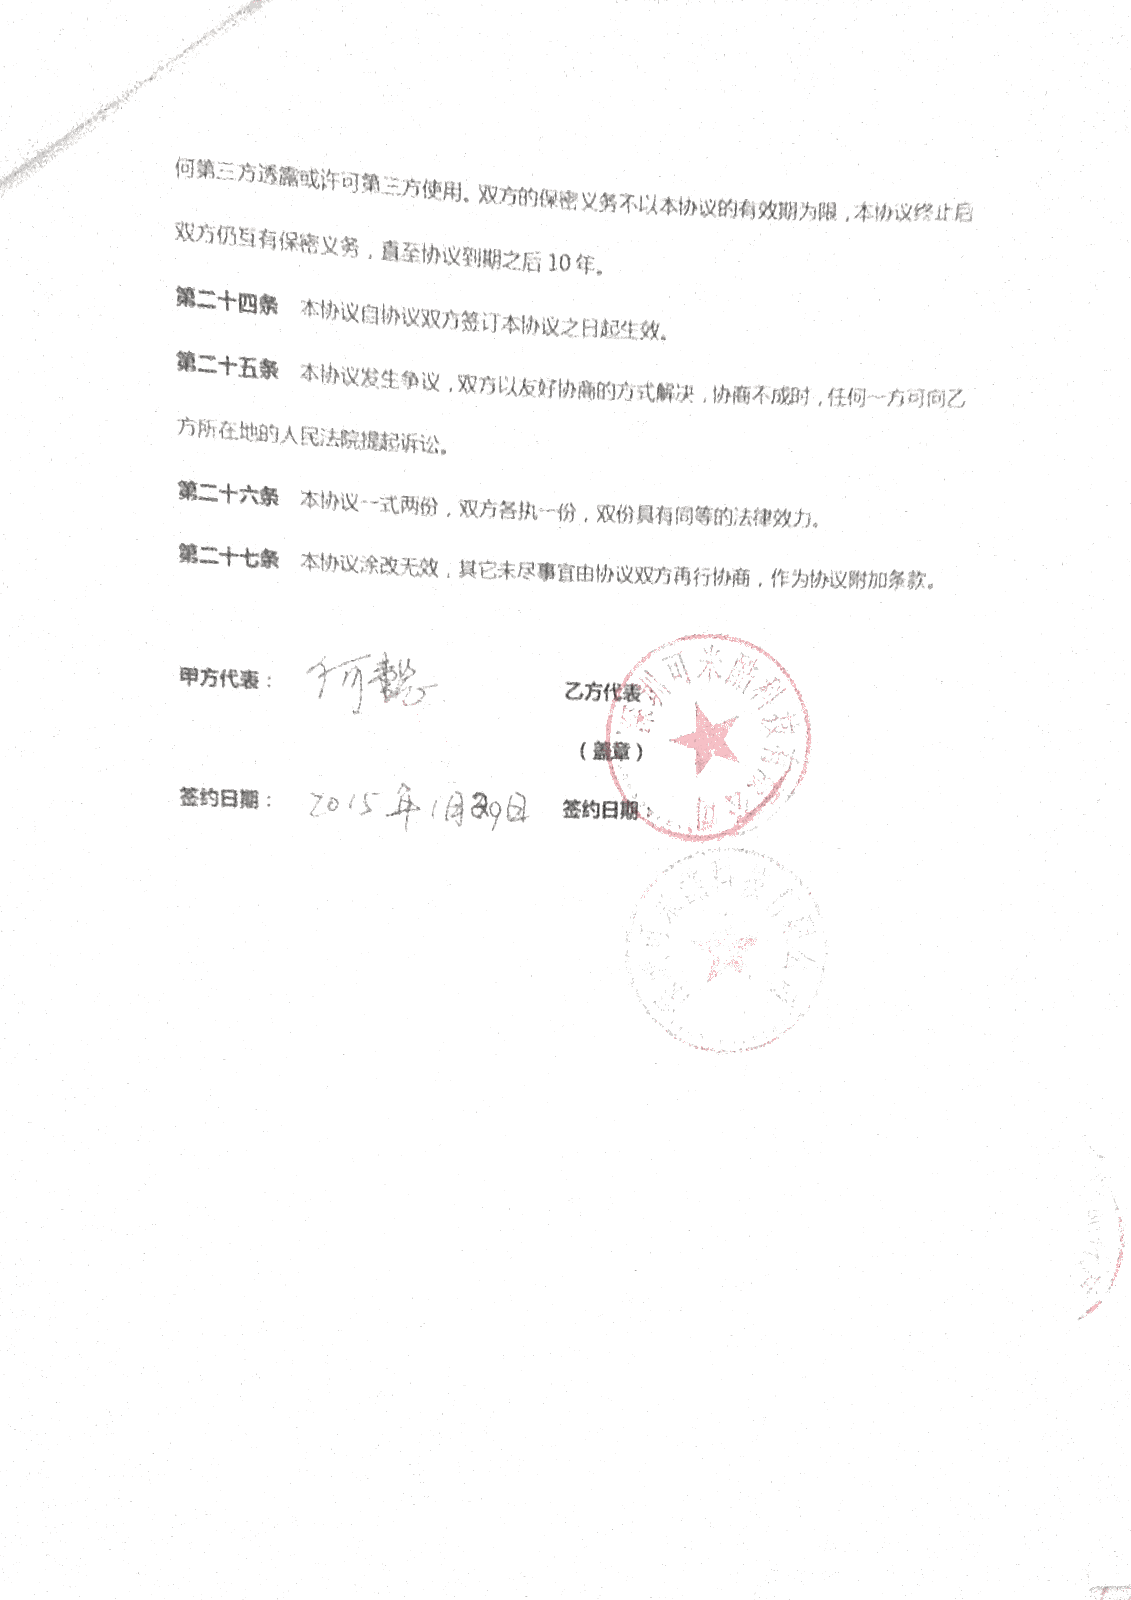 何第三方透露或许可第三方使用。双方的保密义务不以本协议的有效期为限，本协议终止后
双方仍互有保密义务，直至协议到期之后 10 年。
第二十四条 本协议自协议双方签订本协议之日起生效。
第二十五条 本协议发生争议，双方以友好协商的方式解决，协商不成时，任何一方可向乙
方所在地的人民法院提起诉讼。
第二十六条 本协议一式两份，双方各执一份，双份具有同等的法律效力。
第二十七条 本协议涂改无效，其它未尽事宜由协议双方再行协商，作为协议附加条款。
甲方代表：
乙方代表
深圳可米酷科技有限公司
（盖章）
签约日期： 2015年1月29日
签约日期：